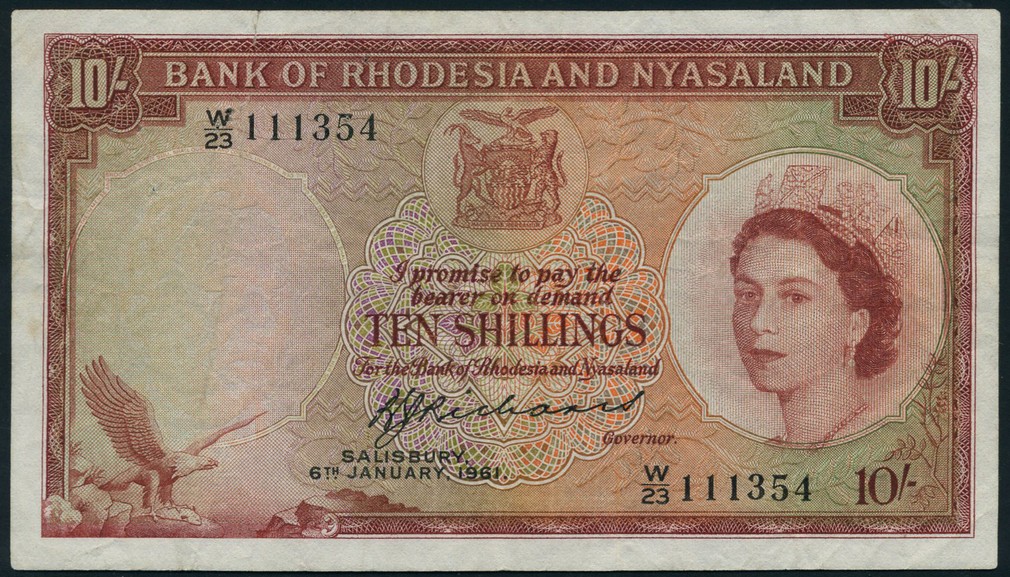 10/- BANK OF RHODESIA AND NYASALAND 10/-
W/23 111354
I promise to pay the
bearer on demand
TEN SHILLINGS
For the Bank of Rhodesia and Nyasaland
Governor.
SALISBURY,
6TH JANUARY, 1961.
W/23 111354 10/-